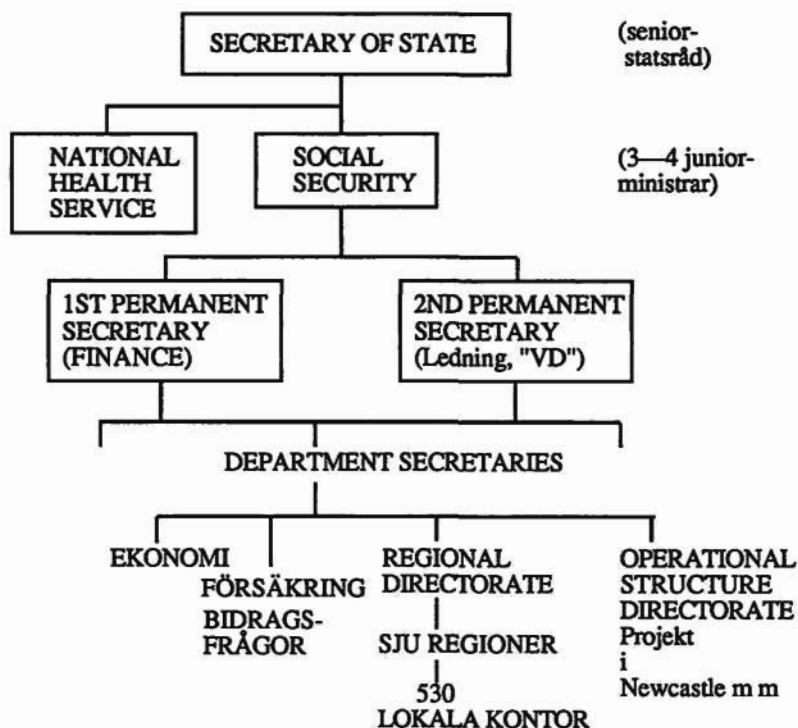 SECRETARY OF STATE
(senior-
statsråd)
NATIONAL
HEALTH
SERVICE
SOCIAL
SECURITY
(3—4 junior-
ministrar)
1ST PERMANENT
SECRETARY
(FINANCE)
2ND PERMANENT
SECRETARY
(Ledning, "VD")
DEPARTMENT SECRETARIES
EKONOMI
FÖRSÄKRING
BIDRAGS-
FRÅGOR
REGIONAL
DIRECTORATE
SJU REGIONER
530
LOKALA KONTOR
OPERATIONAL
STRUCTURE
DIRECTORATE
Projekt
i
Newcastle m m